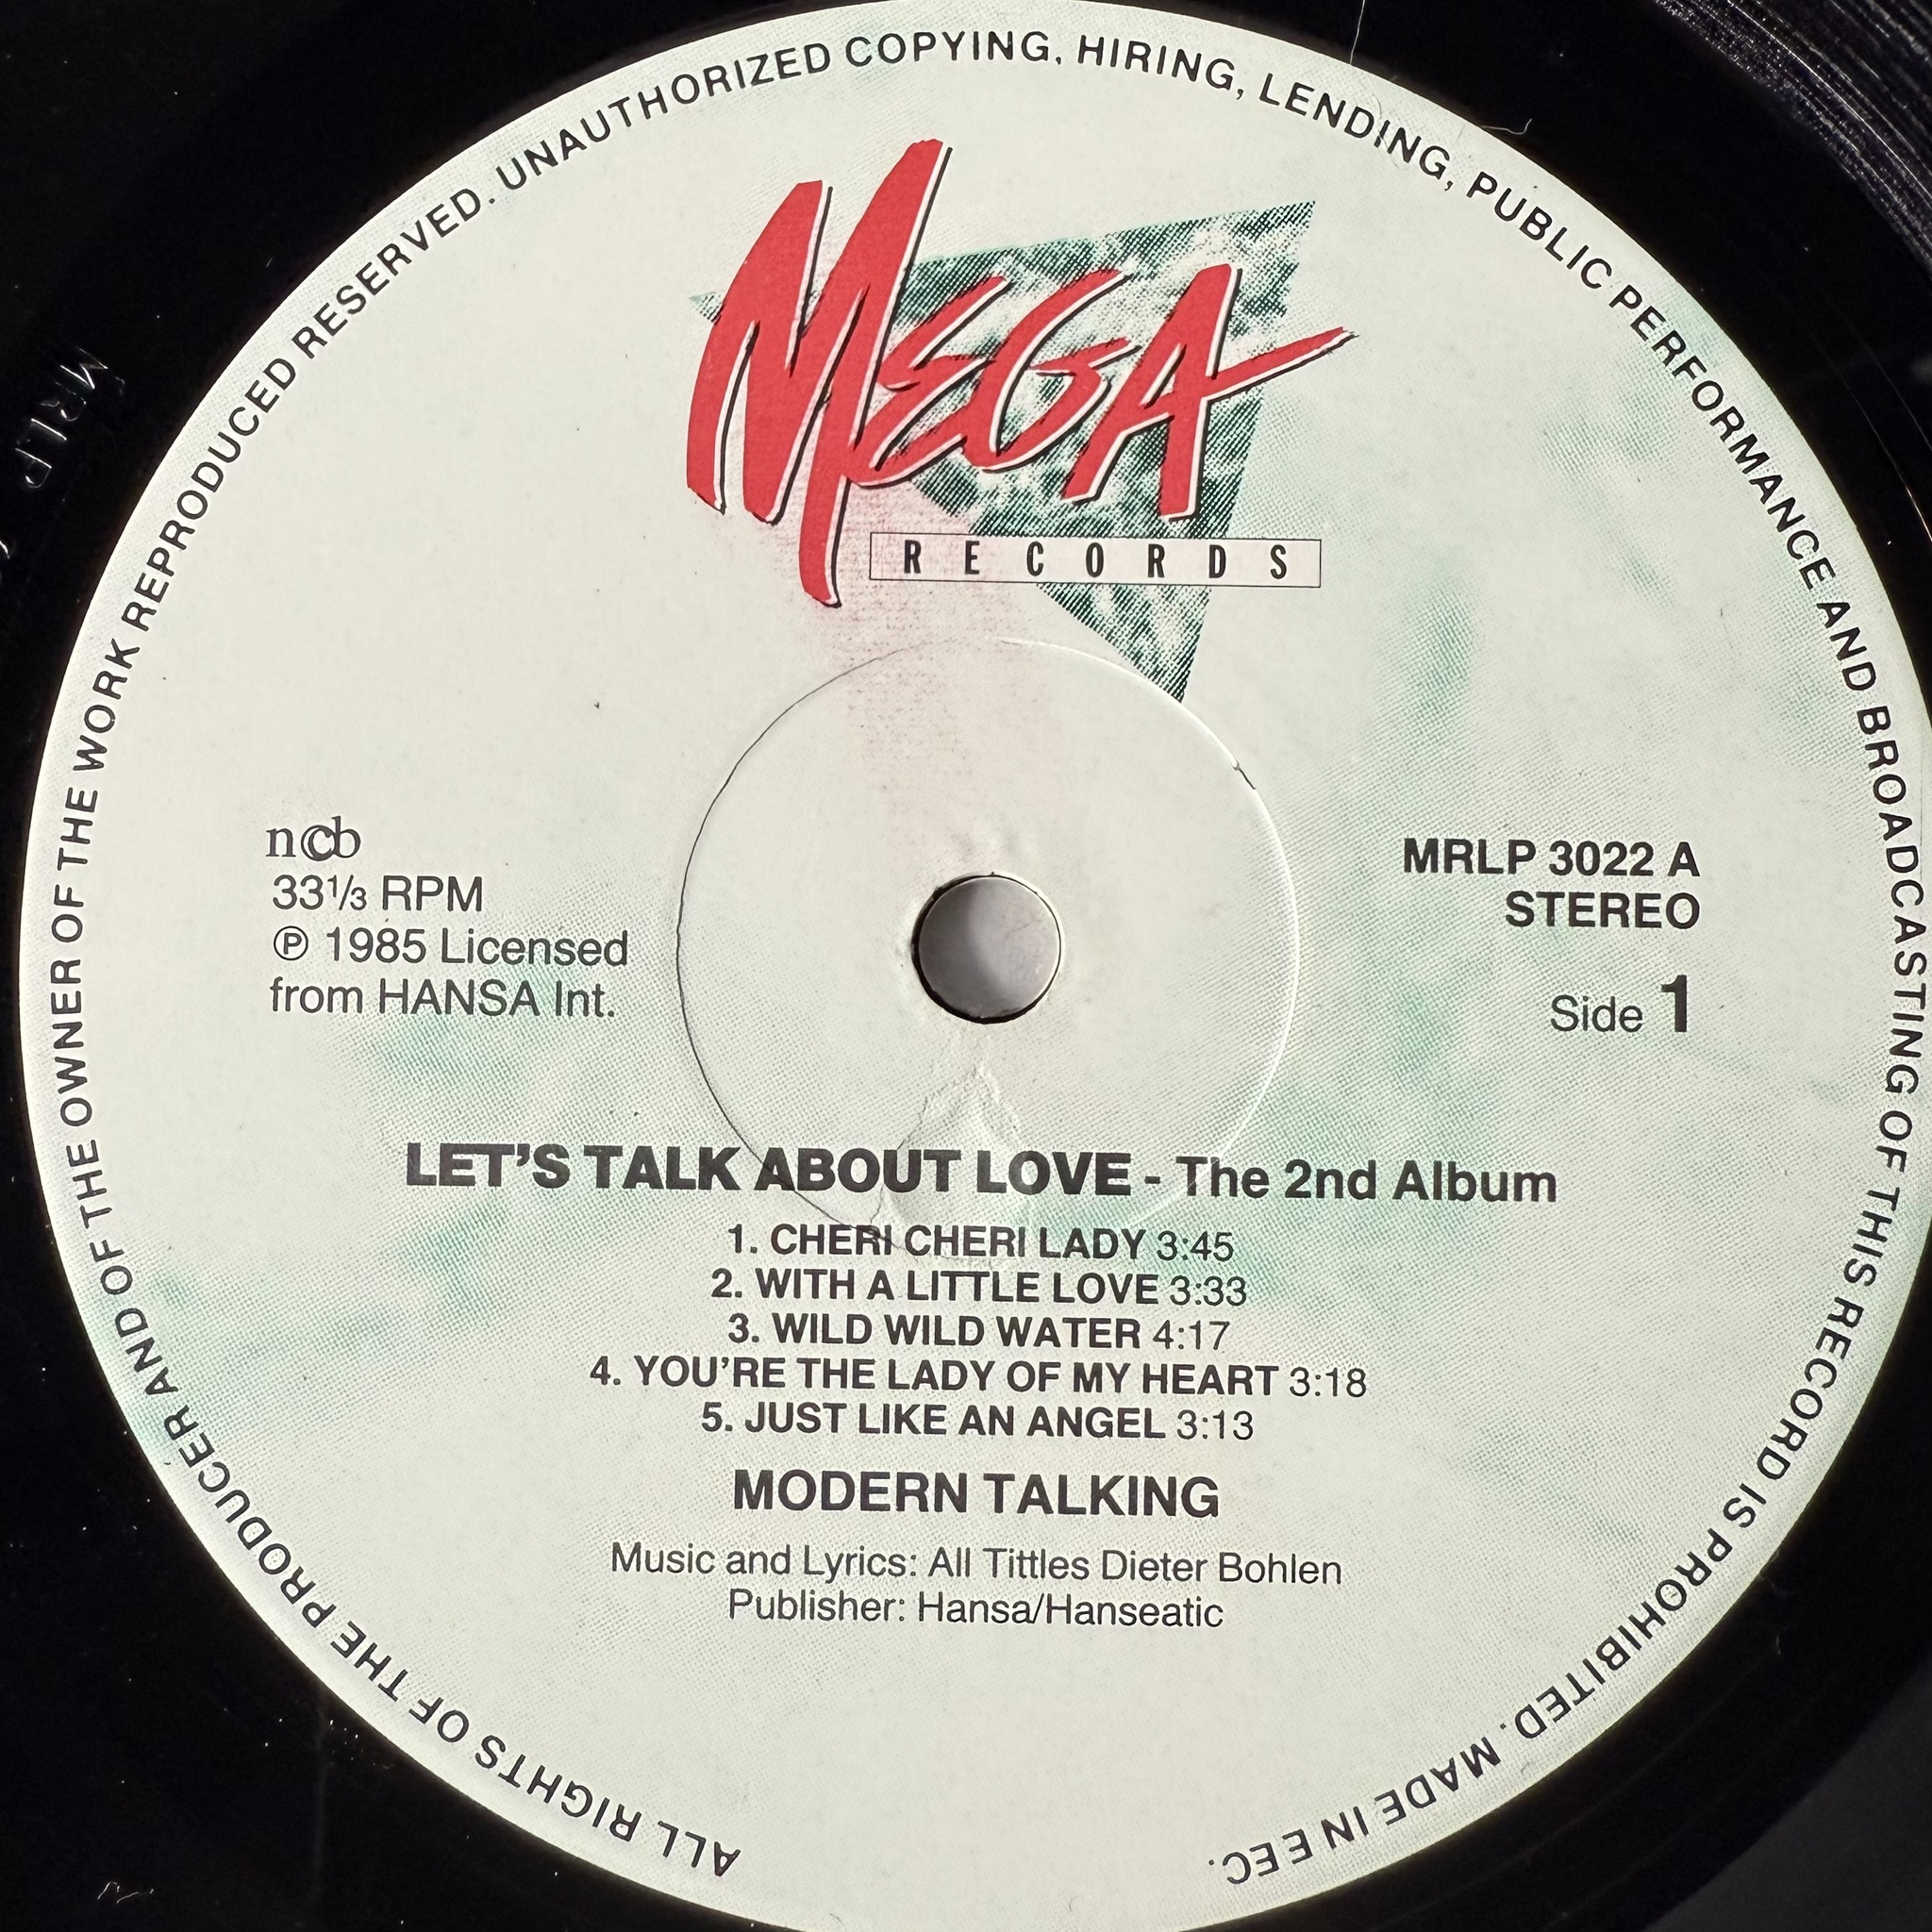 ALL RIGHTS OF THE PRODUCER AND OF THE OWNER OF THE WORK REPRODUCED RESERVED. UNAUTHORIZED COPYING, HIRING, LENDING, PUBLIC PERFORMANCE AND BROADCASTING OF THIS RECORD IS PROHIBITED. MADE IN EEC.
MEGA
RECORDS
MRLP
ncb
33⅓ RPM
℗ 1985 Licensed
from HANSA Int.
MRLP 3022 A
STEREO
Side 1
LET'S TALK ABOUT LOVE - The 2nd Album
1. CHERI CHERI LADY 3:45
2. WITH A LITTLE LOVE 3:33
3. WILD WILD WATER 4:17
4. YOU'RE THE LADY OF MY HEART 3:18
5. JUST LIKE AN ANGEL 3:13
MODERN TALKING
Music and Lyrics: All Tittles Dieter Bohlen
Publisher: Hansa/Hanseatic